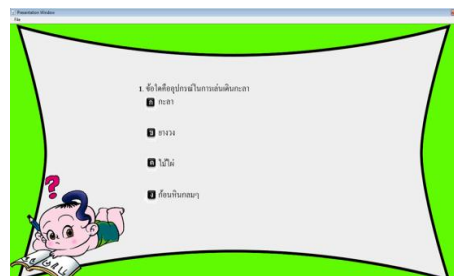 Presentation Window
File
1. ข้อใดคืออุปกรณ์ในการเล่นเดินกะลา
ก กะลา
ข ยางวง
ค ไม้ไผ่
ง ก้อนหินกลมๆ
?